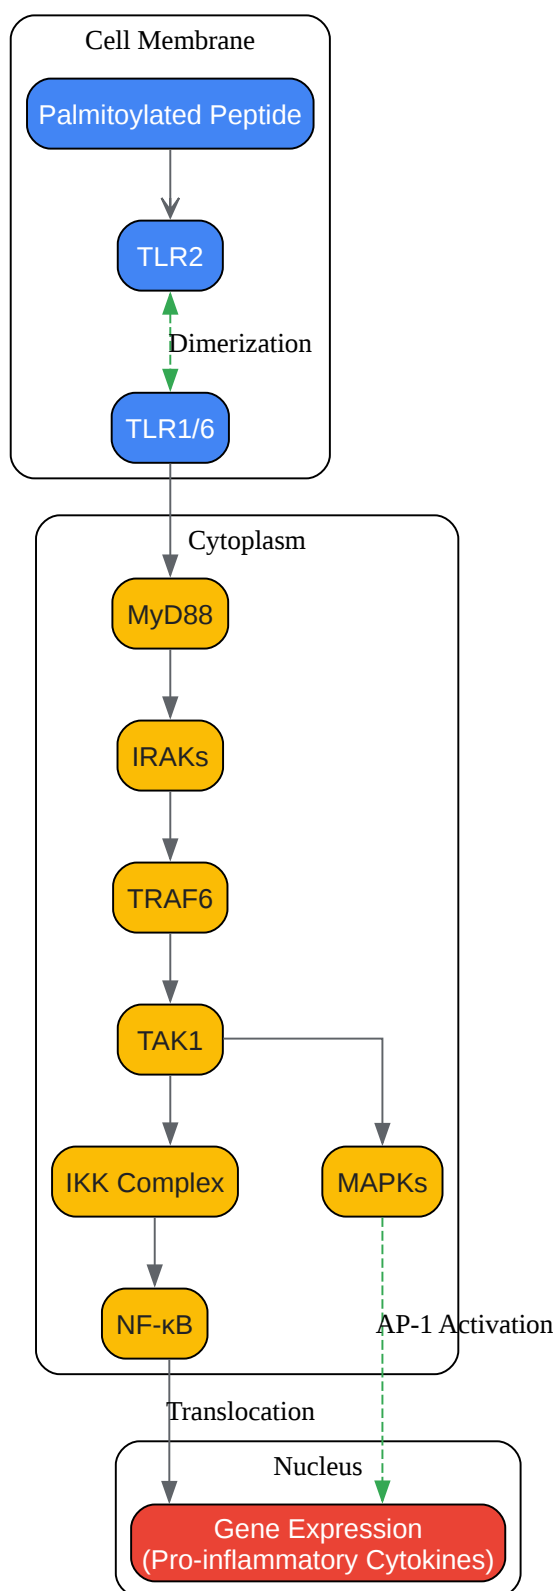 Cell Membrane
Palmitoylated Peptide
TLR2
Dimerization
TLR1/6
Cytoplasm
MyD88
IRAKs
TRAF6
TAK1
IKK Complex
MAPKs
NF-κB
AP-1 Activation
Translocation
Nucleus
Gene Expression
(Pro-inflammatory Cytokines)